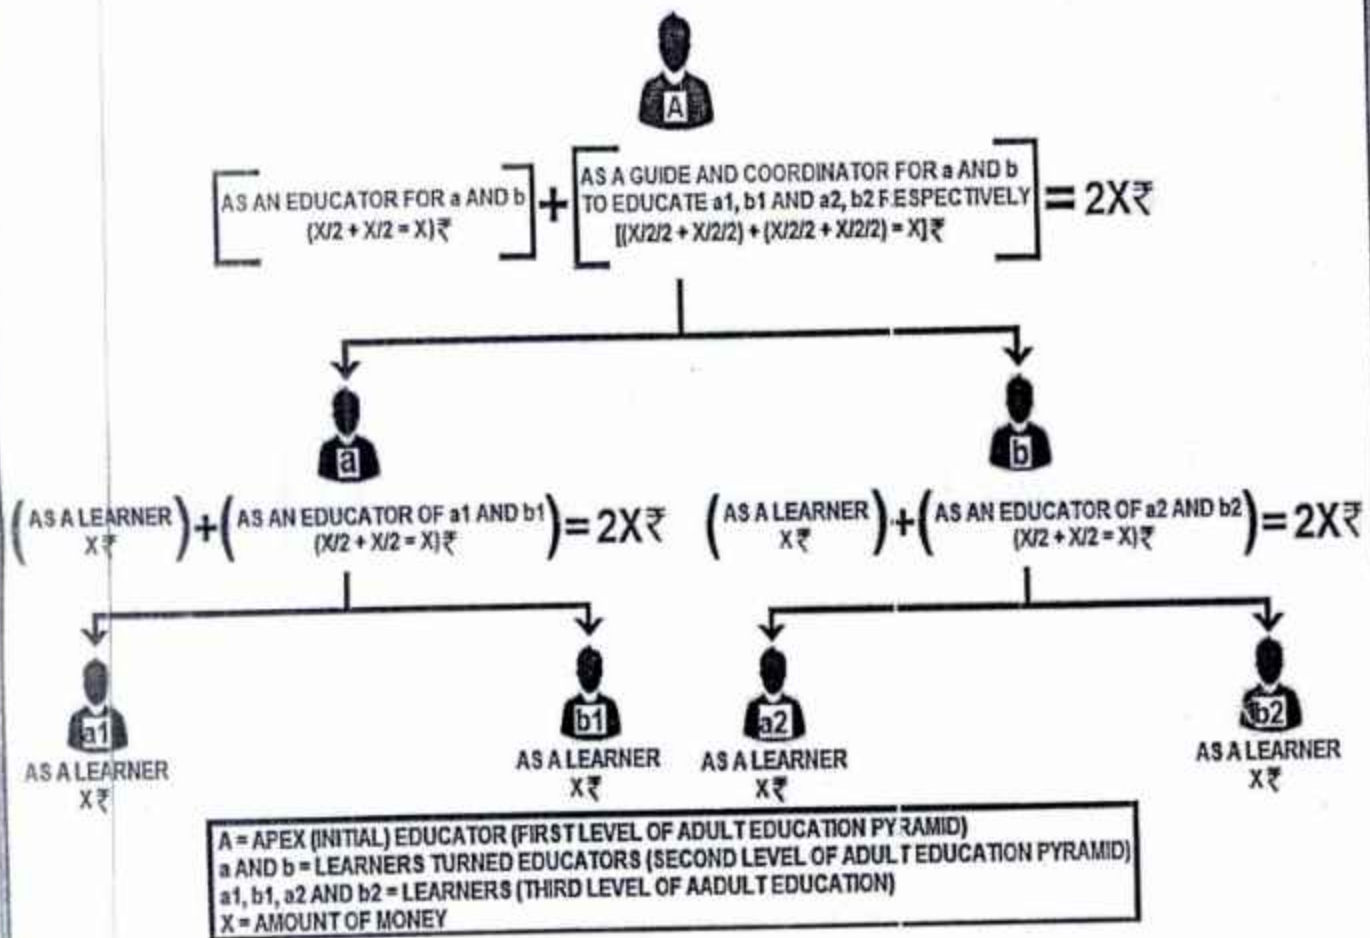 A
AS AN EDUCATOR FOR a AND b
(X/2 + X/2 = X)₹
+
AS A GUIDE AND COORDINATOR FOR a AND b
TO EDUCATE a1, b1 AND a2, b2 RESPECTIVELY
[(X/2/2 + X/2/2) + (X/2/2 + X/2/2) = X]₹
= 2X₹
a
b
(AS A LEARNER
X₹)
+
(AS AN EDUCATOR OF a1 AND b1
(X/2 + X/2 = X)₹)
= 2X₹
(AS A LEARNER
X₹)
+
(AS AN EDUCATOR OF a2 AND b2
(X/2 + X/2 = X)₹)
= 2X₹
a1
AS A LEARNER
X₹
b1
AS A LEARNER
X₹
a2
AS A LEARNER
X₹
b2
AS A LEARNER
X₹
A = APEX (INITIAL) EDUCATOR (FIRST LEVEL OF ADULT EDUCATION PYRAMID)
a AND b = LEARNERS TURNED EDUCATORS (SECOND LEVEL OF ADULT EDUCATION PYRAMID)
a1, b1, a2 AND b2 = LEARNERS (THIRD LEVEL OF AADULT EDUCATION)
X = AMOUNT OF MONEY